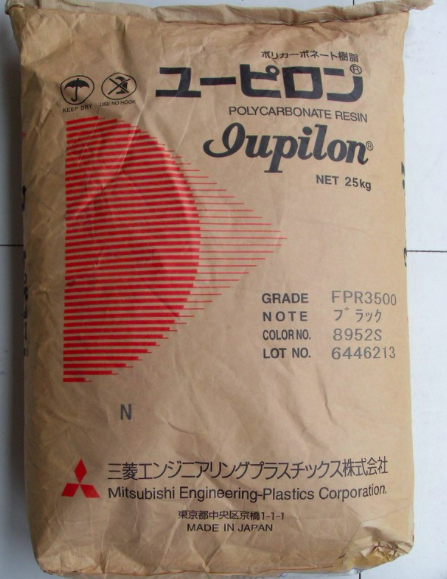 ポリカーボネート樹脂
ユーピロン®
KEEP DRY
USE NO HOOK
POLYCARBONATE RESIN
Iupilon®
NET 25kg
GRADE FPR3500
NOTE ブラック
COLOR NO. 8952S
LOT NO. 6446213
N
三菱エンジニアリングプラスチックス株式会社
Mitsubishi Engineering-Plastics Corporation.
東京都中央区京橋1-1-1
MADE IN JAPAN